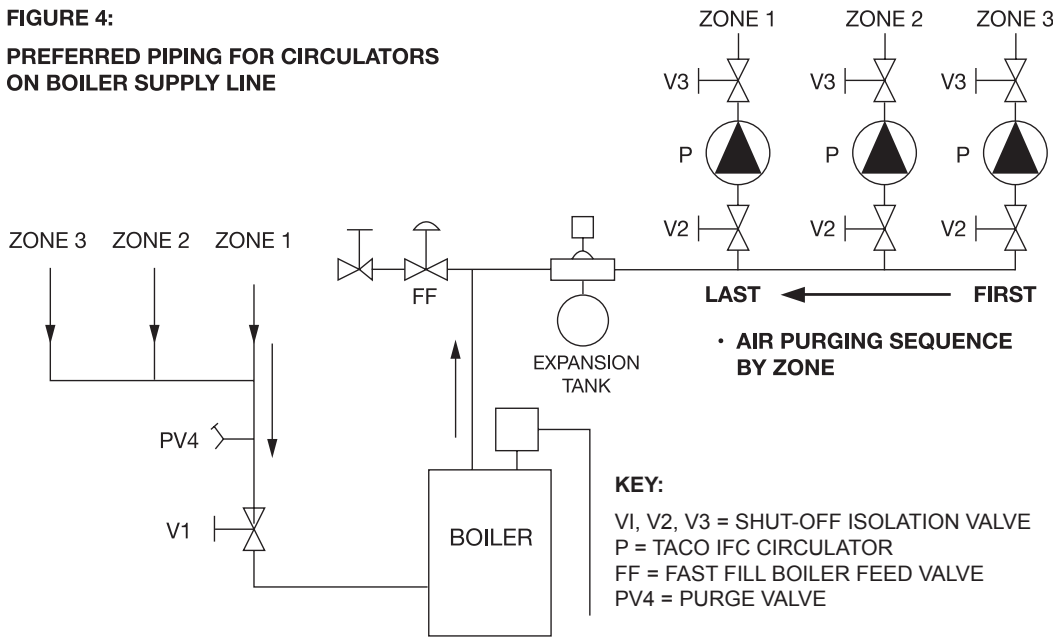 FIGURE 4:
PREFERRED PIPING FOR CIRCULATORS
ON BOILER SUPPLY LINE
ZONE 1 ZONE 2 ZONE 3
V3 V3 V3
P P P
V2 V2 V2
ZONE 3 ZONE 2 ZONE 1
FF
LAST FIRST
EXPANSION
TANK
• AIR PURGING SEQUENCE
BY ZONE
PV4
V1
BOILER
KEY:
VI, V2, V3 = SHUT-OFF ISOLATION VALVE
P = TACO IFC CIRCULATOR
FF = FAST FILL BOILER FEED VALVE
PV4 = PURGE VALVE